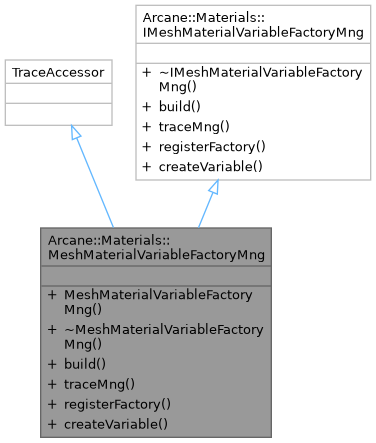 Arcane::Materials::
IMeshMaterialVariableFactoryMng
+ ~IMeshMaterialVariableFactory
Mng()
+ build()
+ traceMng()
+ registerFactory()
+ createVariable()
TraceAccessor
Arcane::Materials::
MeshMaterialVariableFactoryMng
+ MeshMaterialVariableFactory
Mng()
+ ~MeshMaterialVariableFactory
Mng()
+ build()
+ traceMng()
+ registerFactory()
+ createVariable()